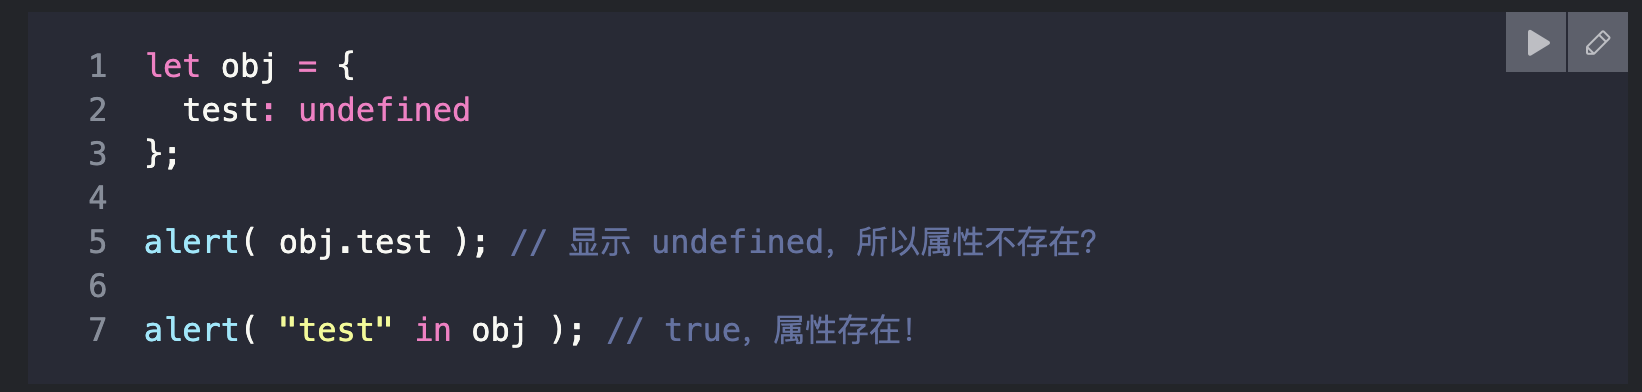 1 let obj = {
2   test: undefined
3 };
4
5 alert( obj.test ); // 显示 undefined，所以属性不存在？
6
7 alert( "test" in obj ); // true，属性存在！